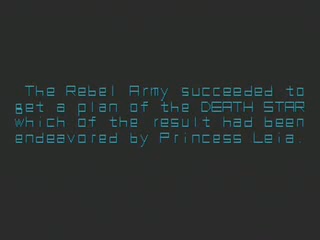 The Rebel Army succeeded to
get a plan of the DEATH STAR
which of the result had been
endeavored by Princess Leia.